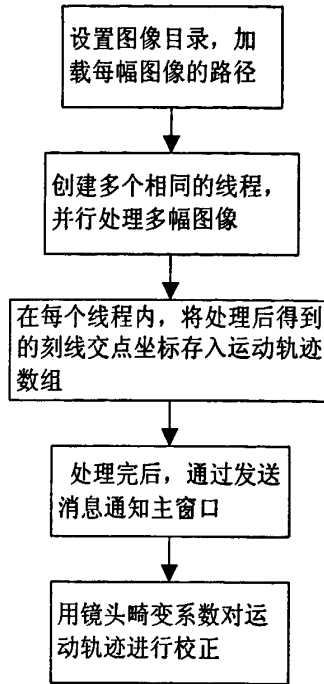 设置图像目录，加
载每幅图像的路径
创建多个相同的线程，
并行处理多幅图像
在每个线程内，将处理后得到
的刻线交点坐标存入运动轨迹
数组
处理完后，通过发送
消息通知主窗口
用镜头畸变系数对运
动轨迹进行校正